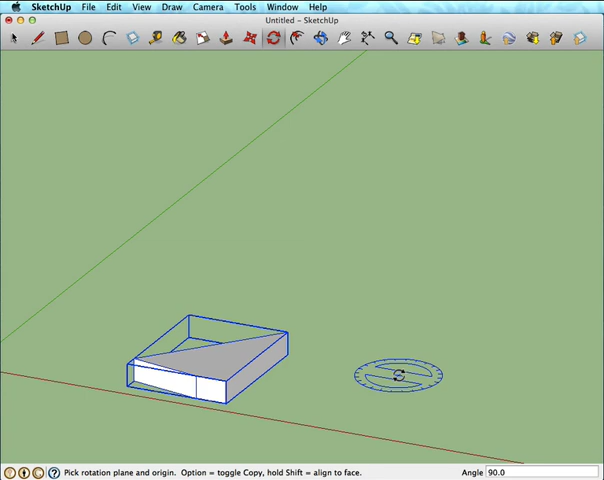 SketchUp File Edit View Draw Camera Tools Window Help
Untitled - SketchUp
Pick rotation plane and origin. Option = toggle Copy, hold Shift = align to face. Angle 90.0